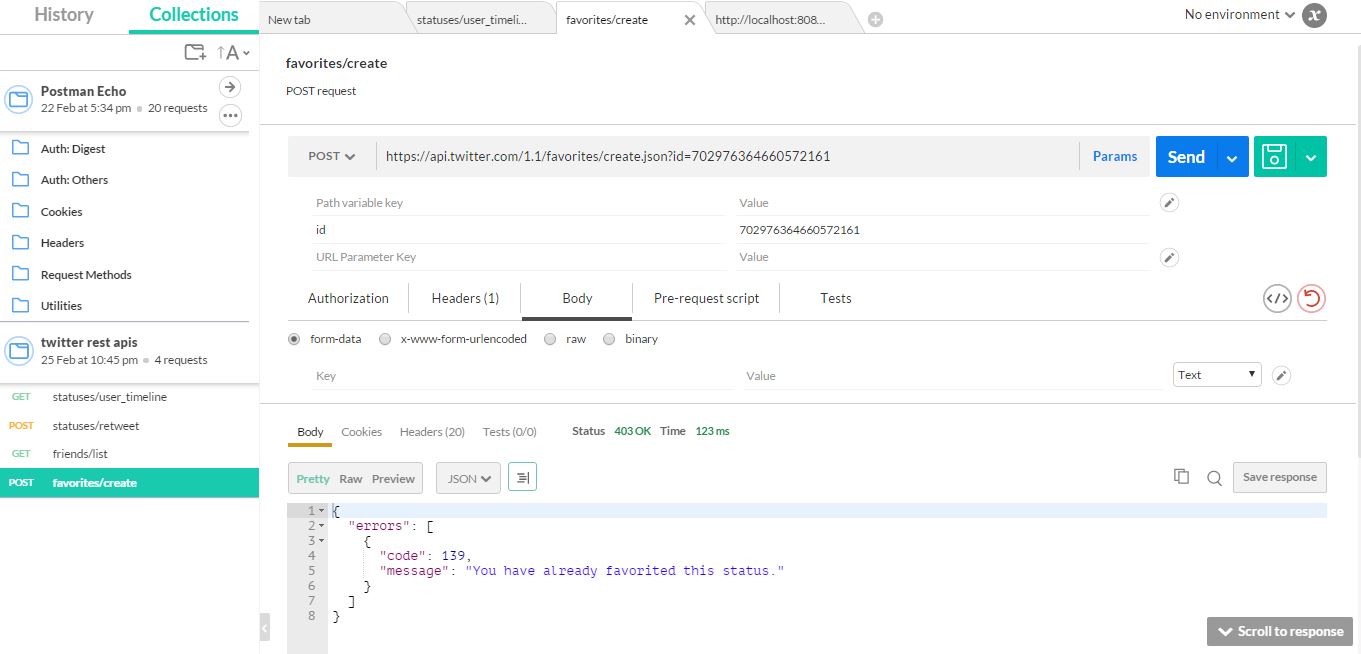 History Collections
↑A
Postman Echo
22 Feb at 5:34 pm 20 requests
Auth: Digest
Auth: Others
Cookies
Headers
Request Methods
Utilities
twitter rest apis
25 Feb at 10:45 pm 4 requests
GET statuses/user_timeline
POST statuses/retweet
GET friends/list
POST favorites/create
New tab statuses/user_timeli... favorites/create http://localhost:808...
No environment x
favorites/create
POST request
POST https://api.twitter.com/1.1/favorites/create.json?id=702976364660572161 Params Send
Path variable key Value
id 702976364660572161
URL Parameter Key Value
Authorization Headers (1) Body Pre-request script Tests </>
form-data x-www-form-urlencoded raw binary
Key Value Text
Body Cookies Headers (20) Tests (0/0) Status 403 OK Time 123 ms
Pretty Raw Preview JSON Save response
1 {
2 "errors": [
3 {
4 "code": 139,
5 "message": "You have already favorited this status."
6 }
7 ]
8 }
Scroll to response